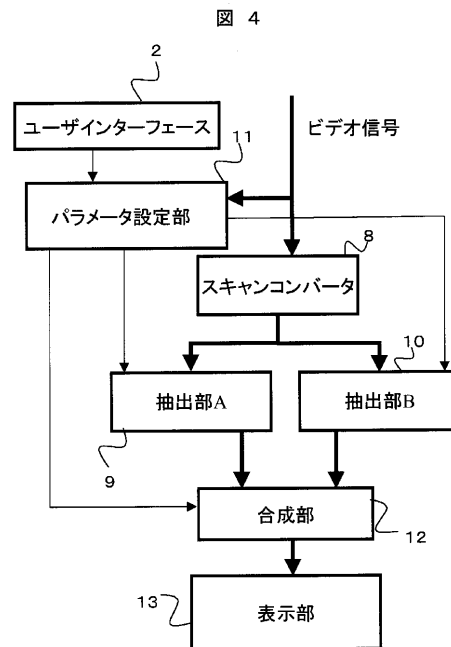 図 4
2
ユーザインターフェース
ビデオ信号
11
パラメータ設定部
8
スキャンコンバータ
10
抽出部A
抽出部B
9
合成部
12
13
表示部